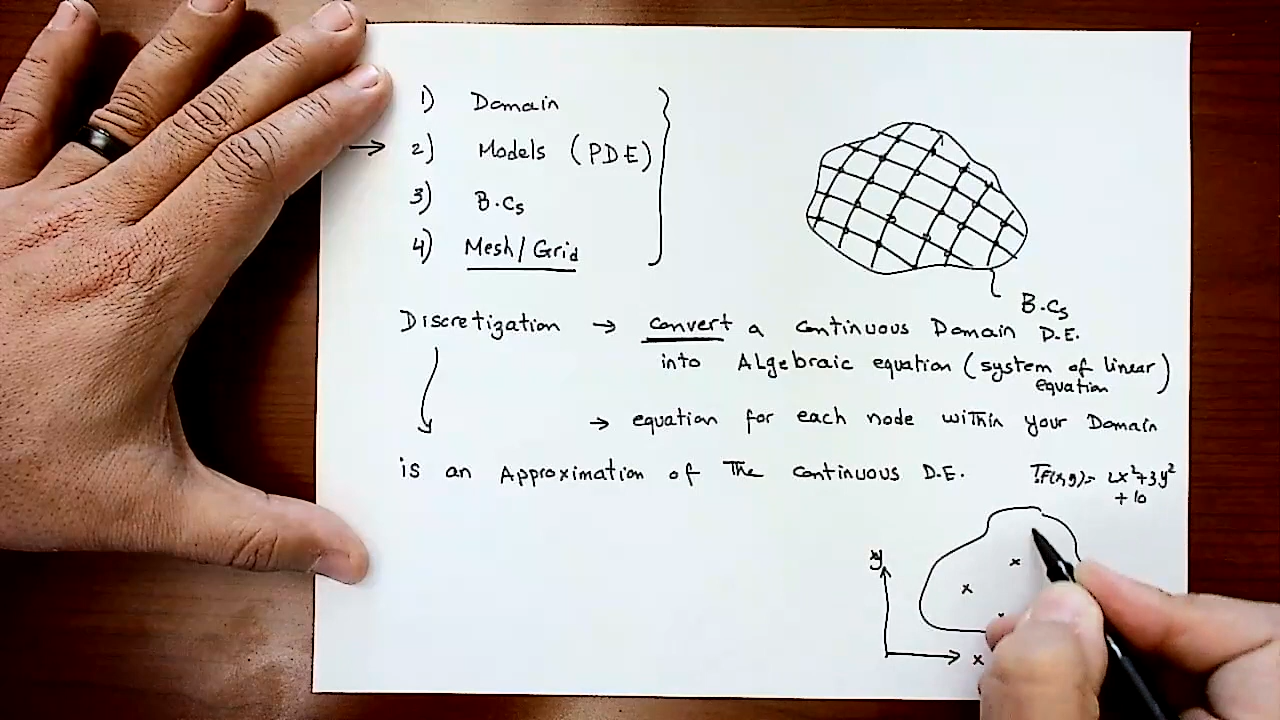 1) Domain
→ 2) Models (PDE)
3) B.Cs
4) Mesh/Grid
B.Cs
Discretization → convert a continuous Domain D.E.
into ALgebraic equation (system of linear
equation)
→ equation for each node within your Domain
is an Approximation of The continuous D.E.
= 2x²+3y²
+ 10
y
x